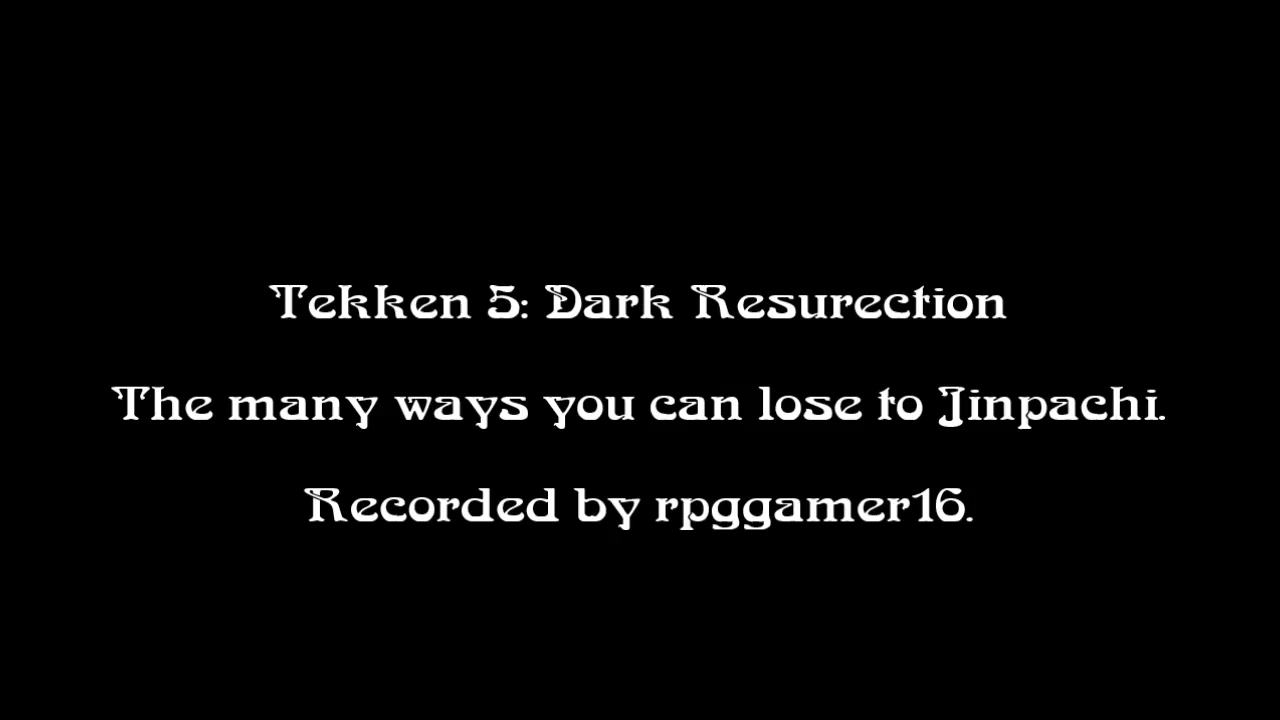 Tekken 5: Dark Resurection
The many ways you can lose to Jinpachi.
Recorded by rpggamer16.